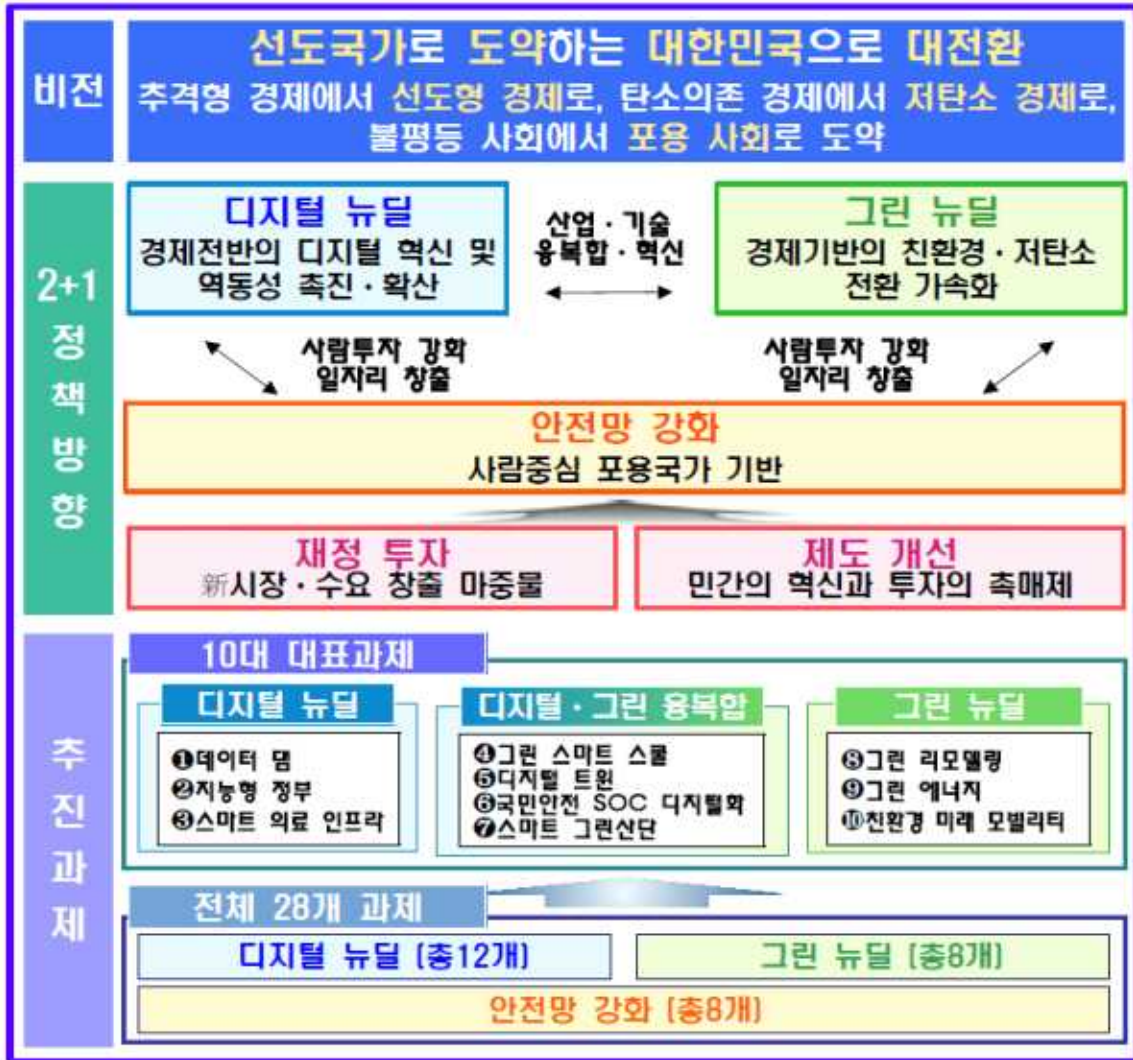 비전
선도국가로 도약하는 대한민국으로 대전환
추격형 경제에서 선도형 경제로, 탄소의존 경제에서 저탄소 경제로,
불평등 사회에서 포용 사회로 도약
2+1
정
책
방
향
디지털 뉴딜
경제전반의 디지털 혁신 및
역동성 촉진·확산
산업·기술
융복합·혁신
그린 뉴딜
경제기반의 친환경·저탄소
전환 가속화
사람투자 강화
일자리 창출
사람투자 강화
일자리 창출
안전망 강화
사람중심 포용국가 기반
재정 투자
新시장·수요 창출 마중물
제도 개선
민간의 혁신과 투자의 촉매제
추
진
과
제
10대 대표과제
디지털 뉴딜
❶데이터 댐
❷지능형 정부
❸스마트 의료 인프라
디지털·그린 융복합
❹그린 스마트 스쿨
❺디지털 트윈
❻국민안전 SOC 디지털화
❼스마트 그린산단
그린 뉴딜
❽그린 리모델링
❾그린 에너지
❿친환경 미래 모빌리티
전체 28개 과제
디지털 뉴딜 (총12개)
그린 뉴딜 (총8개)
안전망 강화 (총8개)